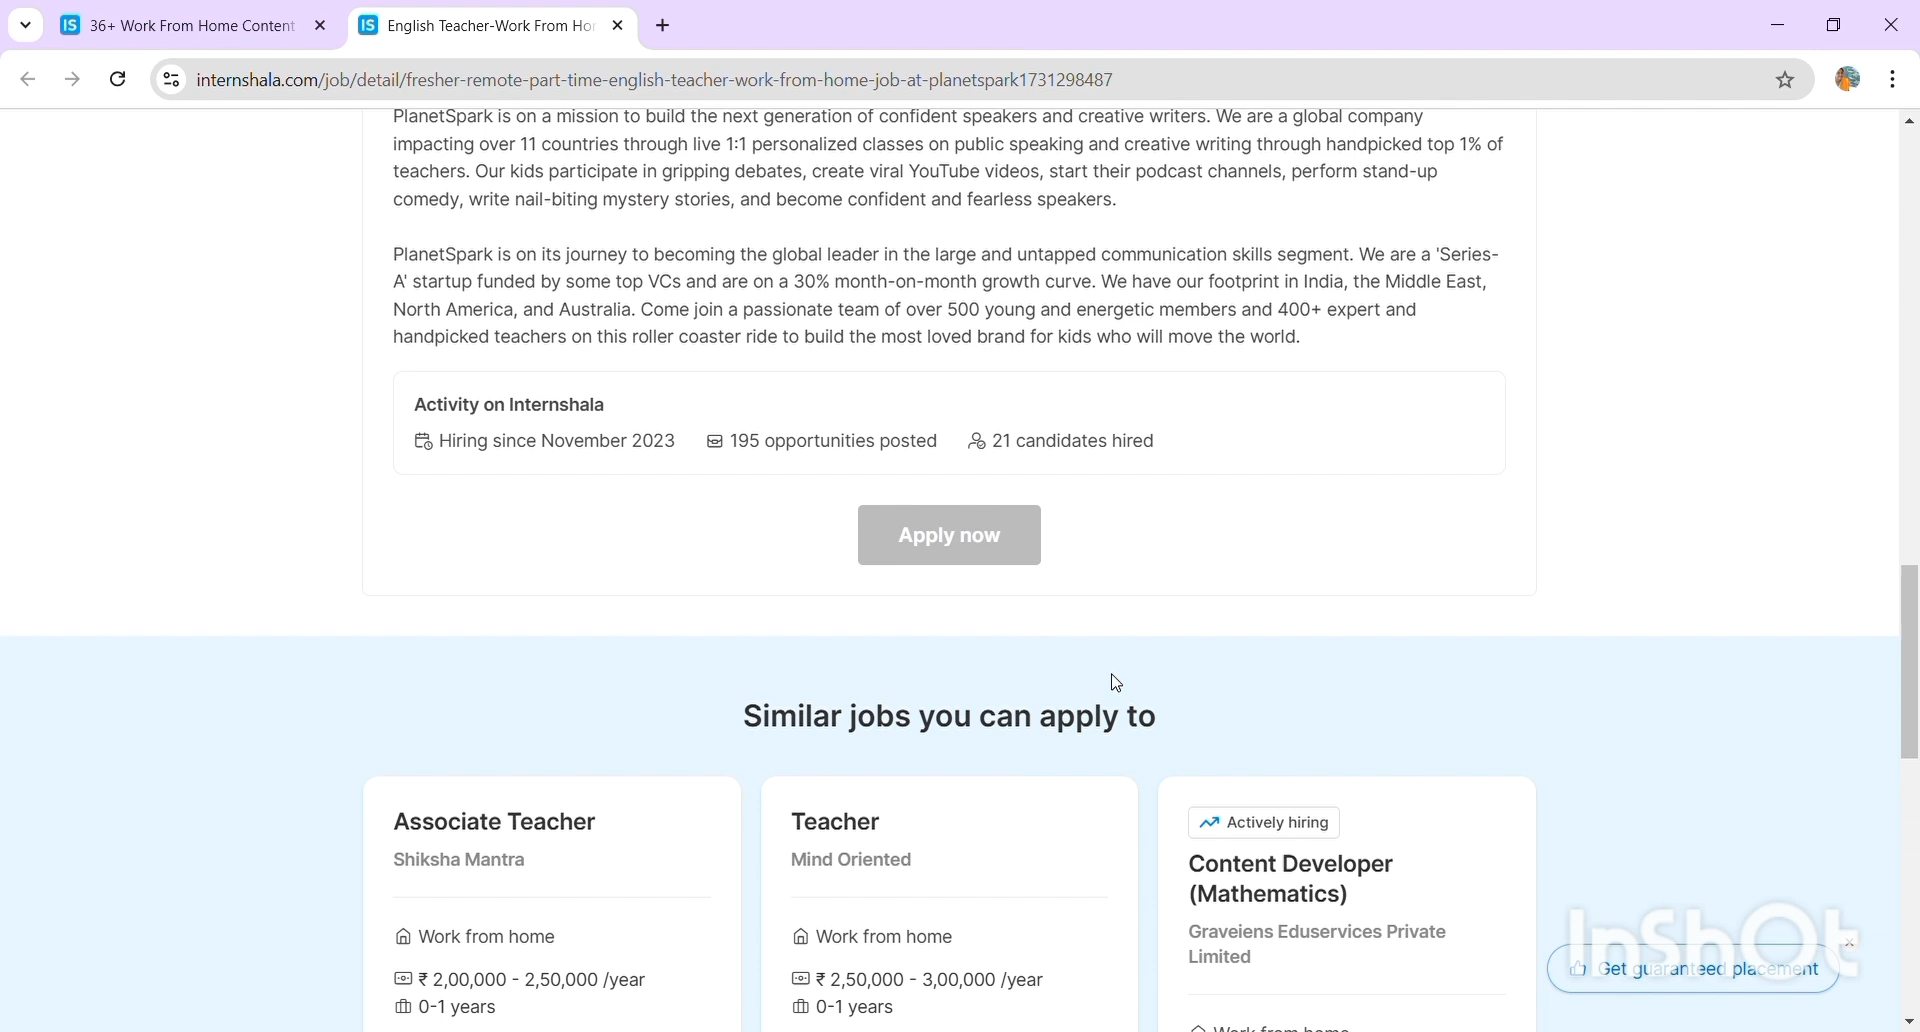 36+ Work From Home Content
English Teacher-Work From Hor
internshala.com/job/detail/fresher-remote-part-time-english-teacher-work-from-home-job-at-planetspark1731298487
PlanetSpark is on a mission to build the next generation of confident speakers and creative writers. We are a global company
impacting over 11 countries through live 1:1 personalized classes on public speaking and creative writing through handpicked top 1% of
teachers. Our kids participate in gripping debates, create viral YouTube videos, start their podcast channels, perform stand-up
comedy, write nail-biting mystery stories, and become confident and fearless speakers.
PlanetSpark is on its journey to becoming the global leader in the large and untapped communication skills segment. We are a 'Series-
A' startup funded by some top VCs and are on a 30% month-on-month growth curve. We have our footprint in India, the Middle East,
North America, and Australia. Come join a passionate team of over 500 young and energetic members and 400+ expert and
handpicked teachers on this roller coaster ride to build the most loved brand for kids who will move the world.
Activity on Internshala
Hiring since November 2023 195 opportunities posted 21 candidates hired
Apply now
Similar jobs you can apply to
Associate Teacher
Shiksha Mantra
Work from home
₹ 2,00,000 - 2,50,000 /year
0-1 years
Teacher
Mind Oriented
Work from home
₹ 2,50,000 - 3,00,000 /year
0-1 years
Actively hiring
Content Developer
(Mathematics)
Graveiens Eduservices Private
Limited
Work from home
InShOt
Get guaranteed placement